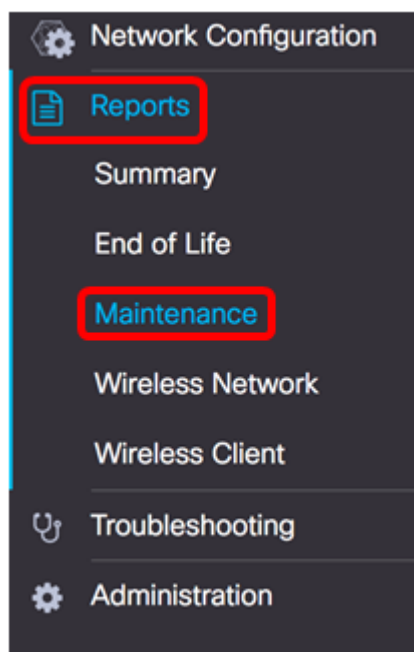 Network Configuration
Reports
Summary
End of Life
Maintenance
Wireless Network
Wireless Client
Troubleshooting
Administration